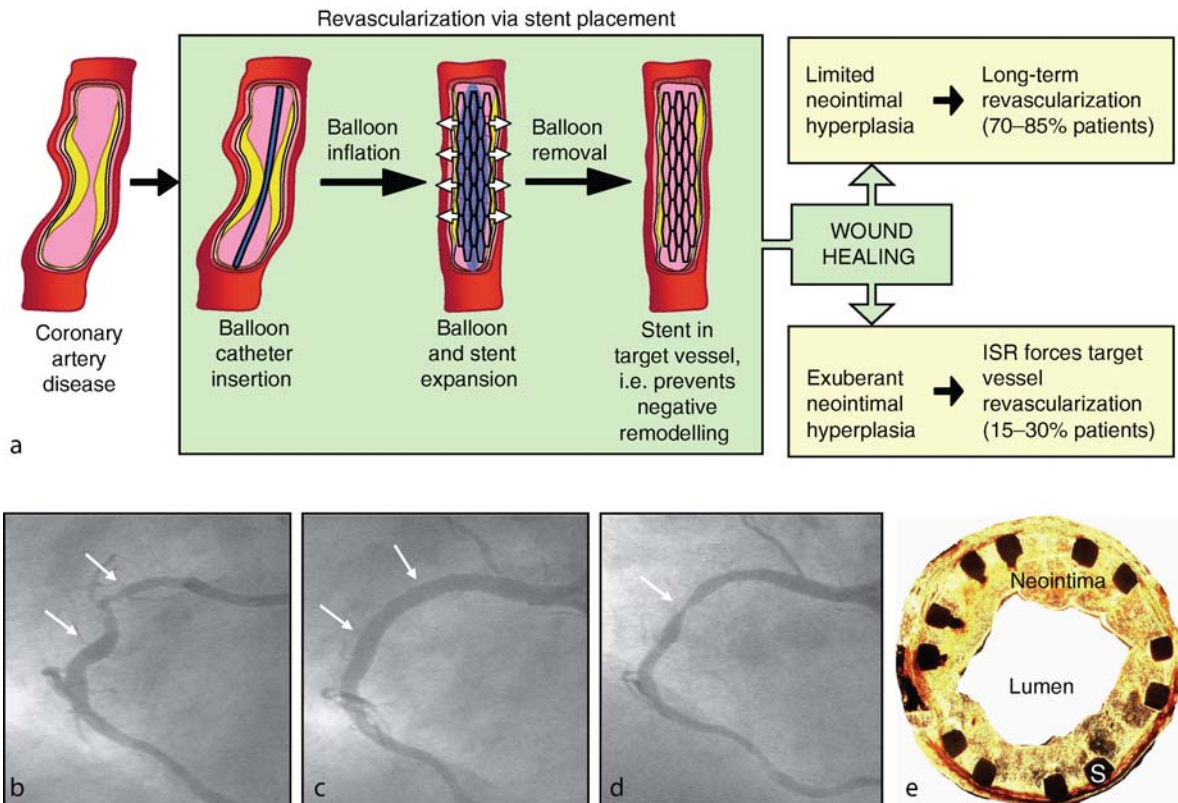 Revascularization via stent placement
Balloon
inflation
Balloon
removal
Coronary
artery
disease
Balloon
catheter
insertion
Balloon
and stent
expansion
Stent in
target vessel,
i.e. prevents
negative
remodelling
Limited
neointimal
hyperplasia
Long-term
revascularization
(70–85% patients)
WOUND
HEALING
Exuberant
neointimal
hyperplasia
ISR forces target
vessel
revascularization
(15–30% patients)
a
b
c
d
Neointima
Lumen
S
e